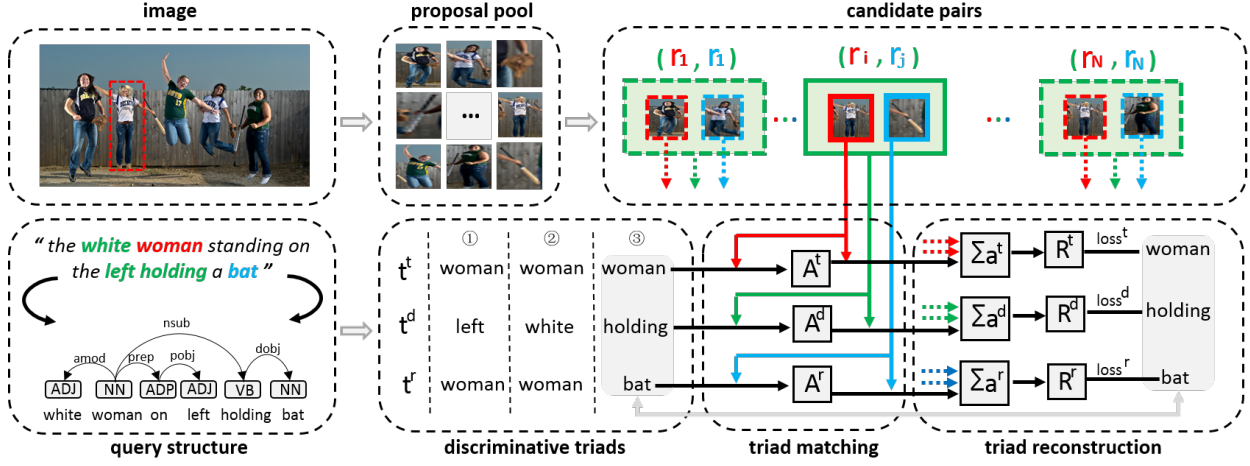 image
proposal pool
candidate pairs
...
(r1, r1)
(ri, rj)
(rN, rN)
...
...
“ the white woman standing on
the left holding a bat ”
nsub
amod
prep
pobj
dobj
ADJ NN ADP ADJ VB NN
white woman on left holding bat
query structure
① ② ③
t^t woman woman woman
t^d left white holding
t^r woman woman bat
discriminative triads
A^t
A^d
A^r
triad matching
Σa^t R^t loss^t woman
Σa^d R^d loss^d holding
Σa^r R^r loss^r bat
triad reconstruction